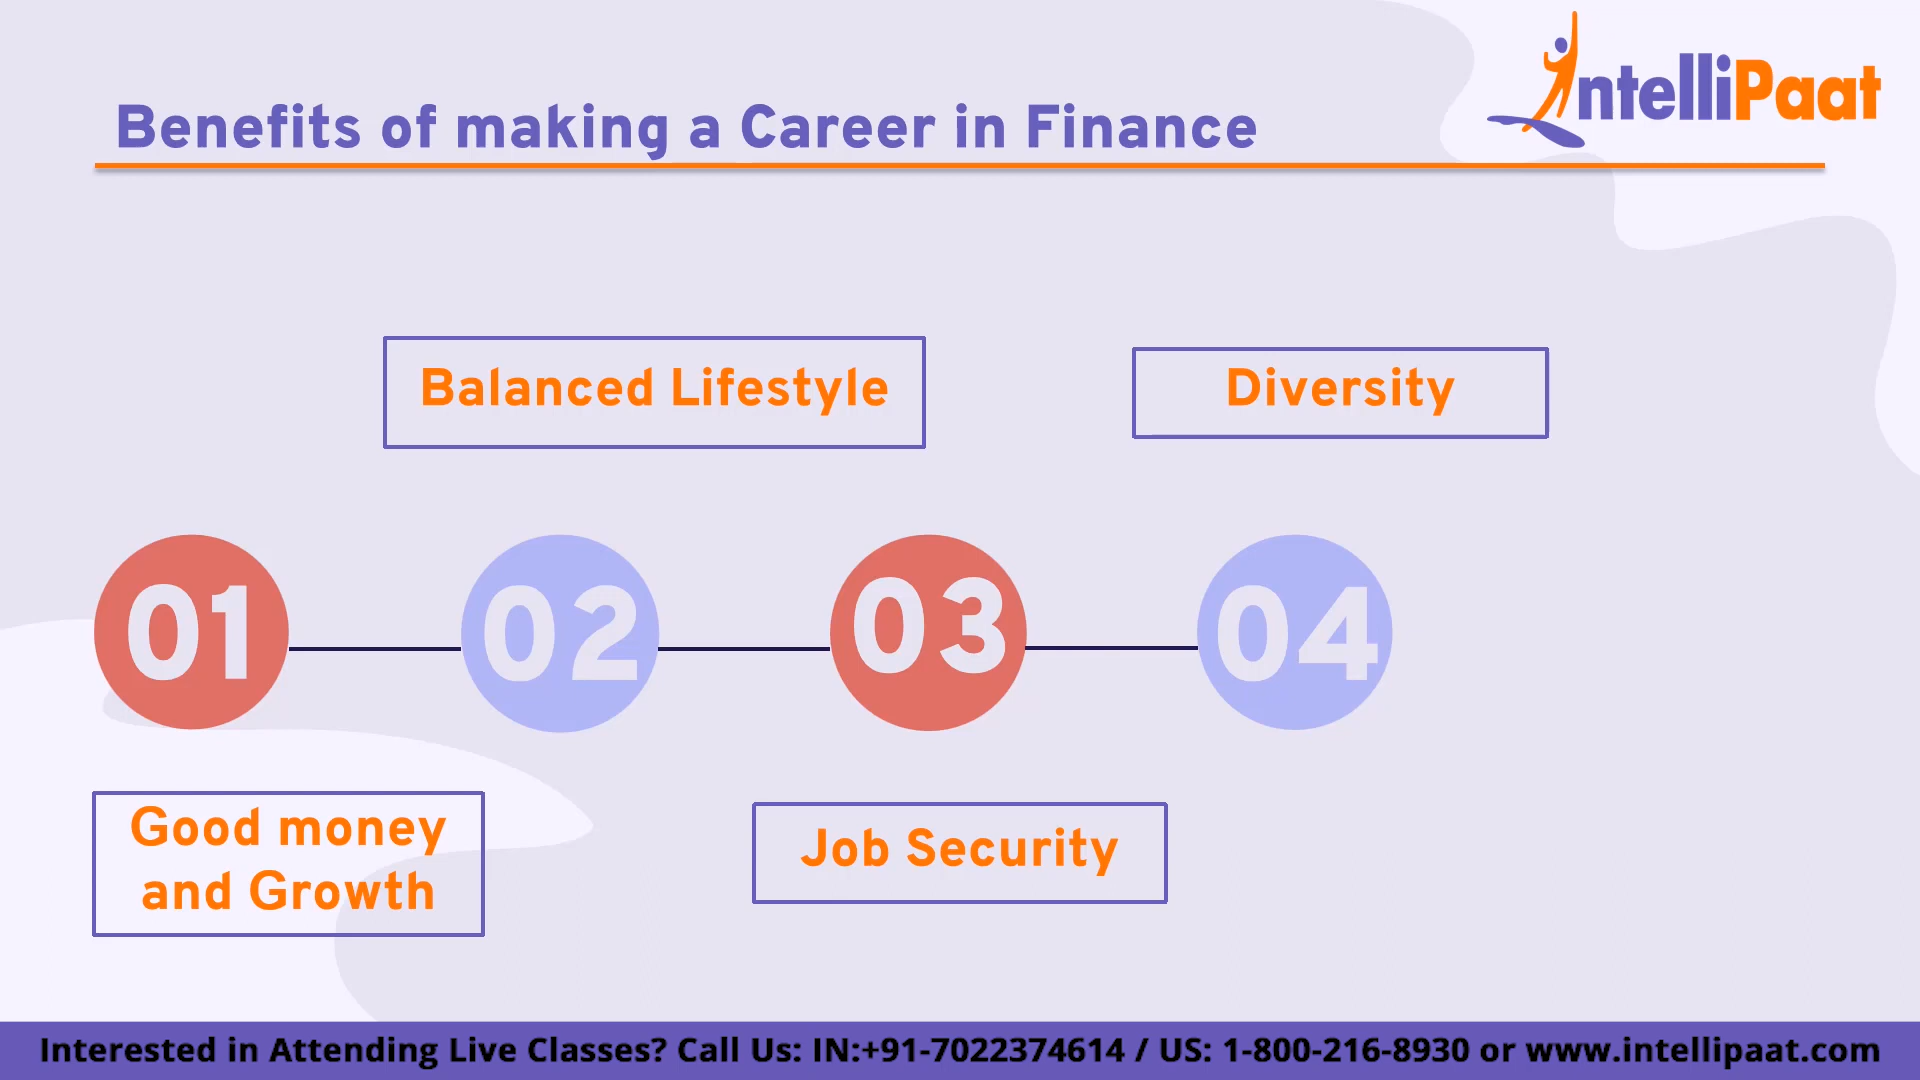 Benefits of making a Career in Finance
IntelliPaat
Balanced Lifestyle
Diversity
01
02
03
04
Good money
and Growth
Job Security
Interested in Attending Live Classes? Call Us: IN:+91-7022374614 / US: 1-800-216-8930 or www.intellipaat.com